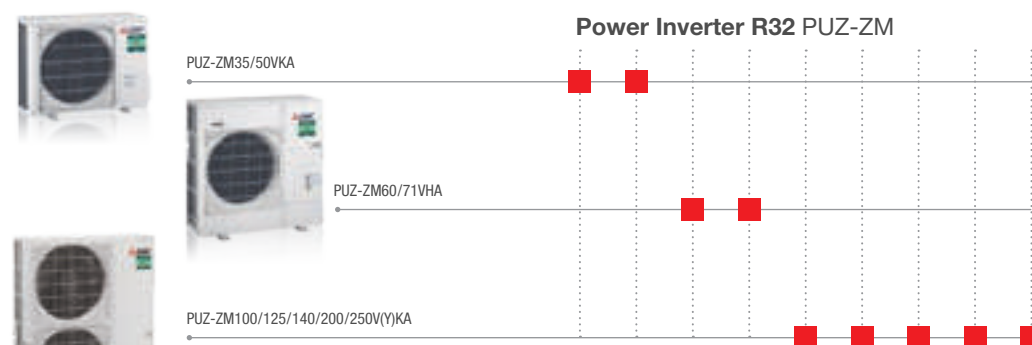 Power Inverter R32 PUZ-ZM
PUZ-ZM35/50VKA
PUZ-ZM60/71VHA
PUZ-ZM100/125/140/200/250V(Y)KA